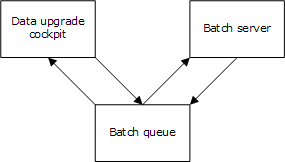 Data upgrade
cockpit
Batch server
Batch queue